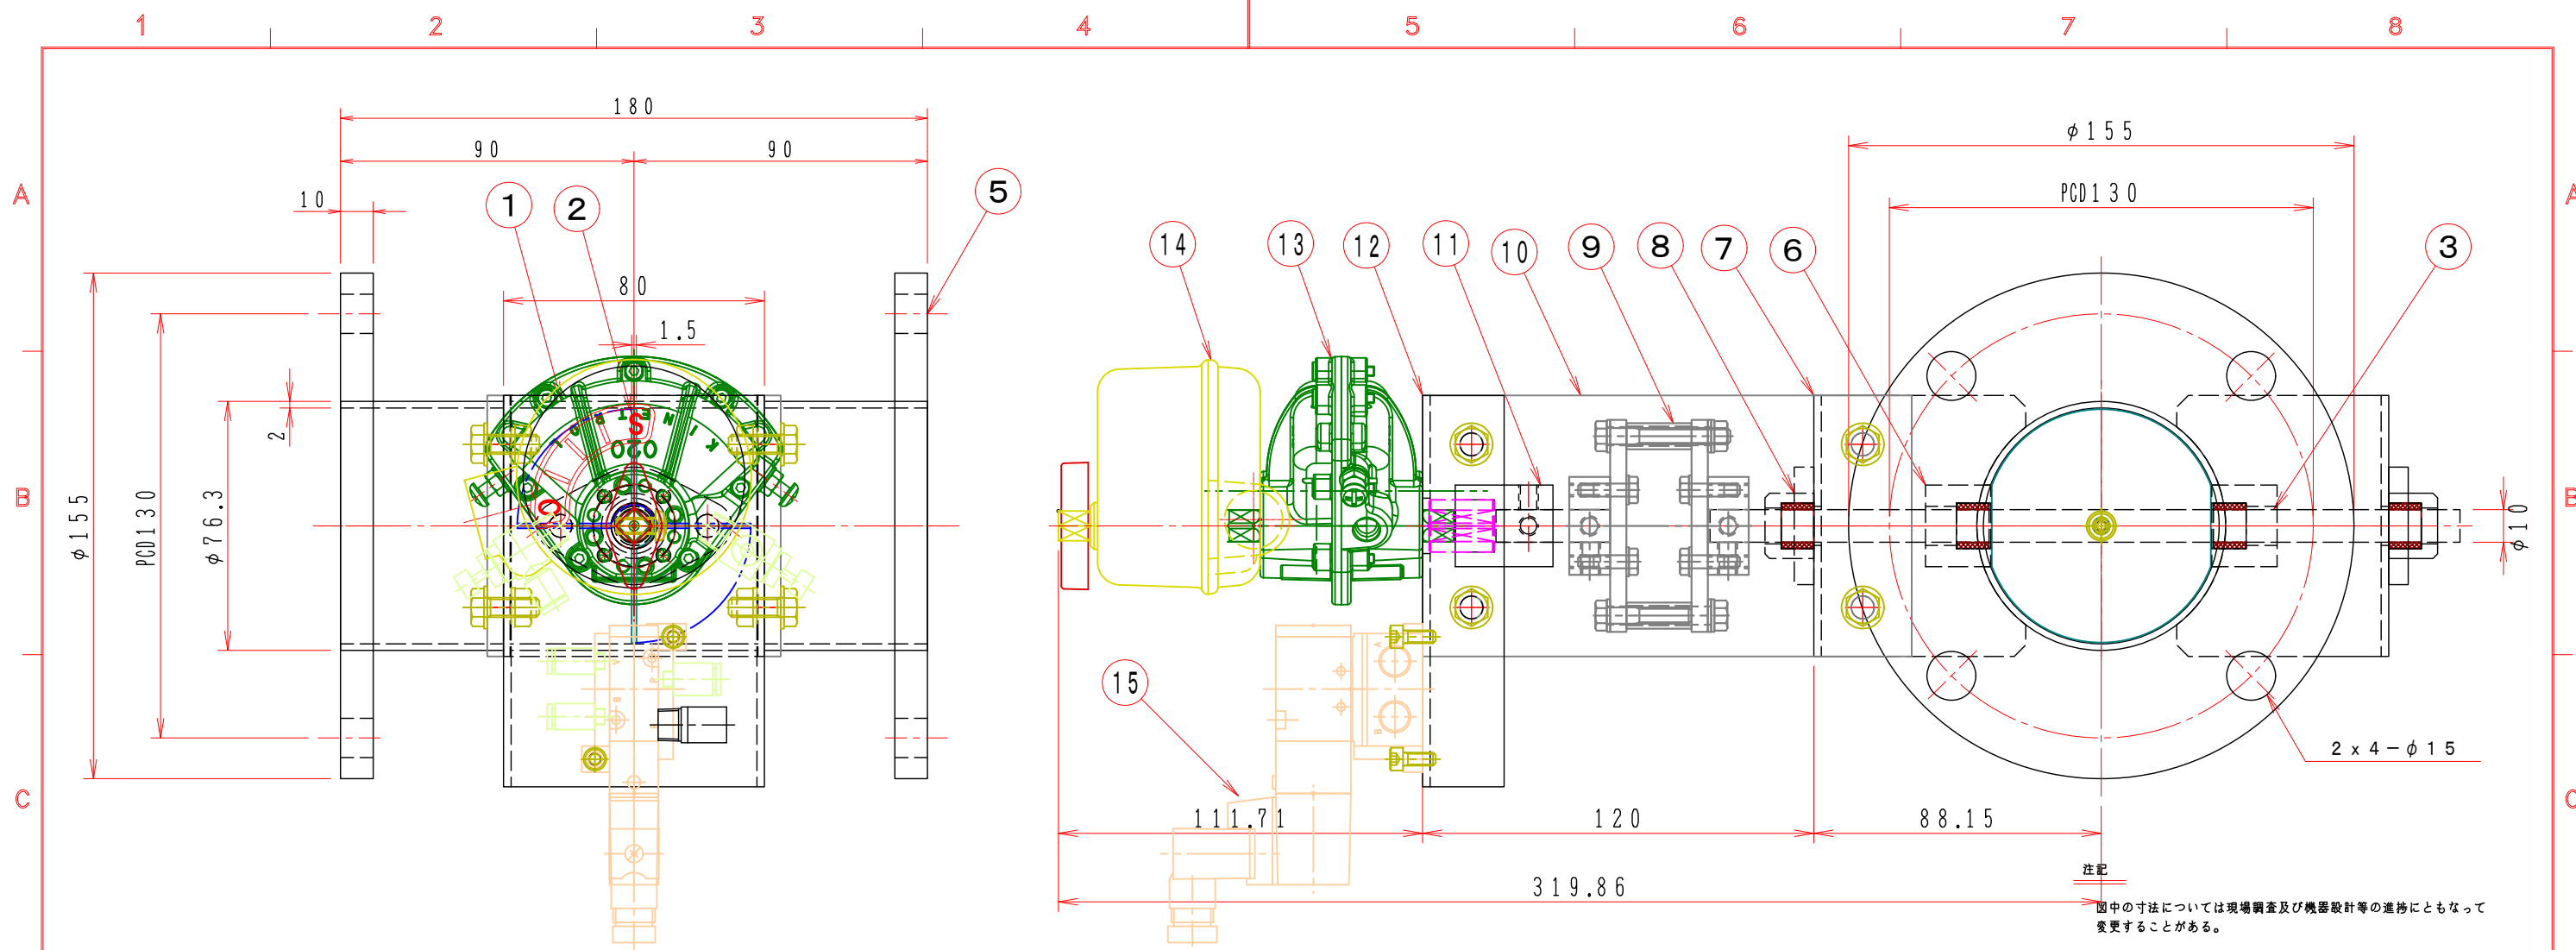 1 2 3 4 5 6 7 8
A
B
C
A
B
C
180
90 90
10
1 2 5
80
1.5
φ155
PCD130
φ76.3
2
S
O
020
14 13 12 11 10 9 8 7 6 3
φ155
PCD130
φ10
2x4-φ15
15
A
B
A
B
111.71 120 88.15
319.86
注記
図中の寸法については現場調査及び機器設計等の進捗にともなって
変更することがある。